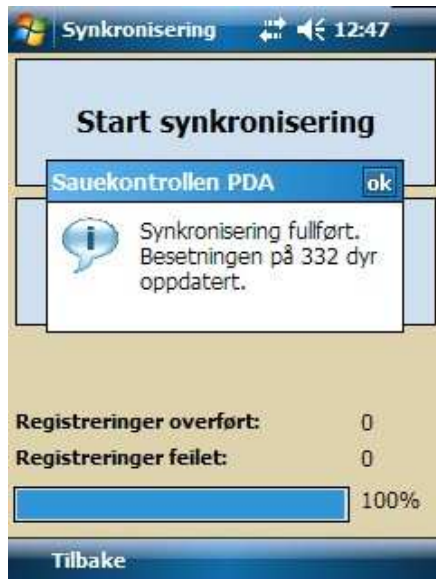 Synkronisering 12:47
Start synkronisering
Sauekontrollen PDA ok
Synkronisering fullført.
Besetningen på 332 dyr
oppdatert.
Registreringer overført: 0
Registreringer feilet: 0
100%
Tilbake